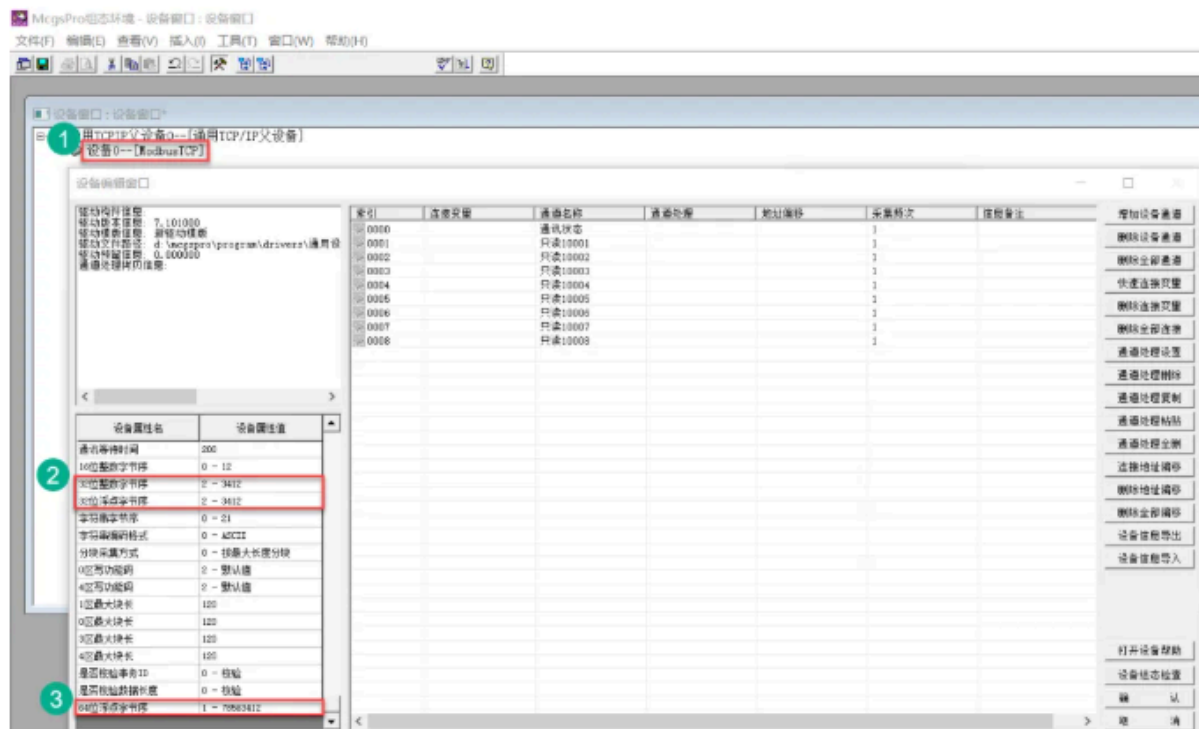 McgsPro组态环境 - 设备窗口 : 设备窗口
文件(F) 编辑(E) 查看(V) 插入(I) 工具(T) 窗口(W) 帮助(H)
设备窗口 : 设备窗口*
1 用TCPIP父设备0--[通用TCP/IP父设备]
设备0--[ModbusTCP]
设备编辑窗口
驱动构件信息:
驱动版本信息: 7.101000
驱动模版信息: 新驱动模版
驱动文件路径: d:\mcgspro\program\drivers\通用设
驱动预留信息: 0.000000
通道处理拷贝信息:
索引 连接变量 通道名称 通道处理 地址偏移 采集频次 信息备注
0000 通讯状态 1
0001 只读10001 1
0002 只读10002 1
0003 只读10003 1
0004 只读10004 1
0005 只读10005 1
0006 只读10006 1
0007 只读10007 1
0008 只读10008 1
增加设备通道
删除设备通道
删除全部通道
快速连接变量
删除连接变量
删除全部连接
通道处理设置
通道处理删除
通道处理复制
通道处理粘贴
通道处理全删
连接地址偏移
删除地址偏移
删除全部偏移
设备信息导出
设备信息导入
打开设备帮助
设备组态检查
确 认
取 消
设备属性名 设备属性值
通讯等待时间 200
16位整数字节序 0 - 12
2 32位整数字节序 2 - 3412
32位浮点字节序 2 - 3412
字符串字节序 0 - 21
字符串编码格式 0 - ASCII
分块采集方式 0 - 按最大长度分块
0区写功能码 2 - 默认值
4区写功能码 2 - 默认值
1区最大块长 120
0区最大块长 120
3区最大块长 120
4区最大块长 120
是否校验事务ID 0 - 校验
是否校验数据长度 0 - 校验
3 64位浮点字节序 1 - 78563412